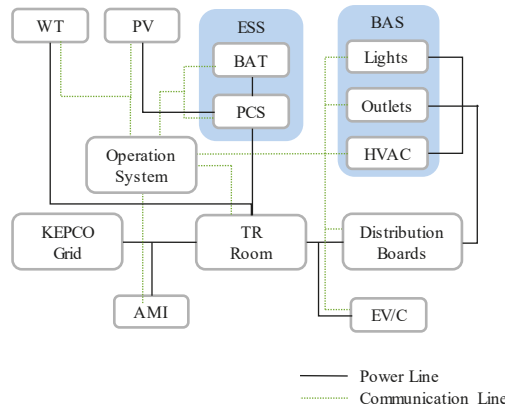 WT
PV
ESS
BAS
BAT
Lights
PCS
Outlets
Operation
System
HVAC
KEPCO
Grid
TR
Room
Distribution
Boards
AMI
EV/C
Power Line
Communication Line